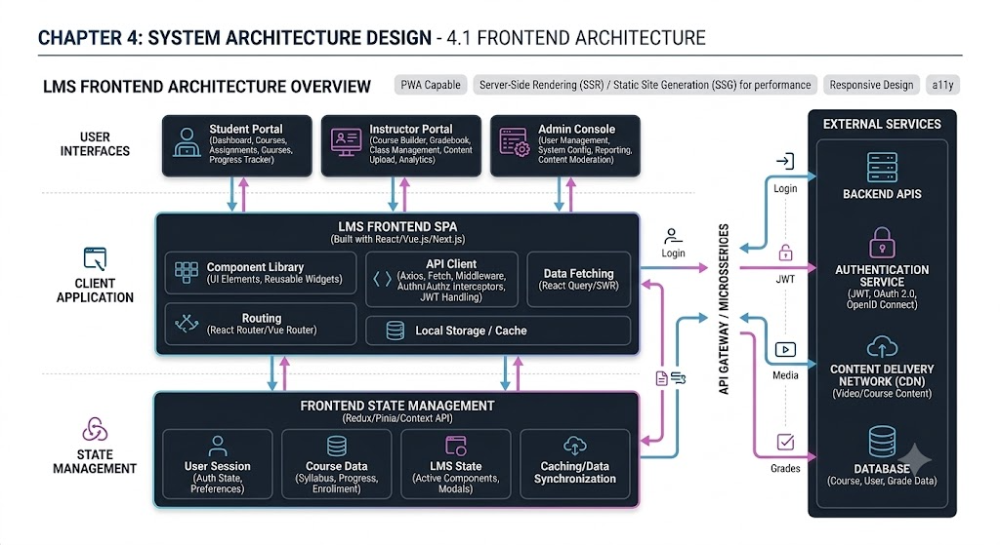 CHAPTER 4: SYSTEM ARCHITECTURE DESIGN - 4.1 FRONTEND ARCHITECTURE
LMS FRONTEND ARCHITECTURE OVERVIEW
PWA Capable
Server-Side Rendering (SSR) / Static Site Generation (SSG) for performance
Responsive Design
a11y
USER
INTERFACES
Student Portal
(Dashboard, Courses,
Assignments, Cuurses,
Progress Tracker)
Instructor Portal
(Course Builder, Gradebook,
Class Management, Content
Upload, Analytics)
Admin Console
(User Management,
System Config, Reporting,
Content Moderation)
CLIENT
APPLICATION
LMS FRONTEND SPA
(Built with React/Vue.js/Next.js)
Component Library
(UI Elements, Reusable Widgets)
API Client
(Axios, Fetch, Middleware,
Authn/Authz interceptors,
JWT Handling)
Data Fetching
(React Query/SWR)
Routing
(React Router/Vue Router)
Local Storage / Cache
STATE
MANAGEMENT
FRONTEND STATE MANAGEMENT
(Redux/Pinia/Context API)
User Session
(Auth State,
Preferences)
Course Data
(Syllabus, Progress,
Enrollment)
LMS State
(Active Components,
Modals)
Caching/Data
Synchronization
Login
API GATEWAY / MICROSSERICES
Login
JWT
Media
Grades
EXTERNAL SERVICES
BACKEND APIS
AUTHENTICATION
SERVICE
(JWT, OAuth 2.0,
OpenID Connect)
CONTENT DELIVERY
NETWORK (CDN)
(Video/Course Content)
DATABASE
(Course, User, Grade Data)